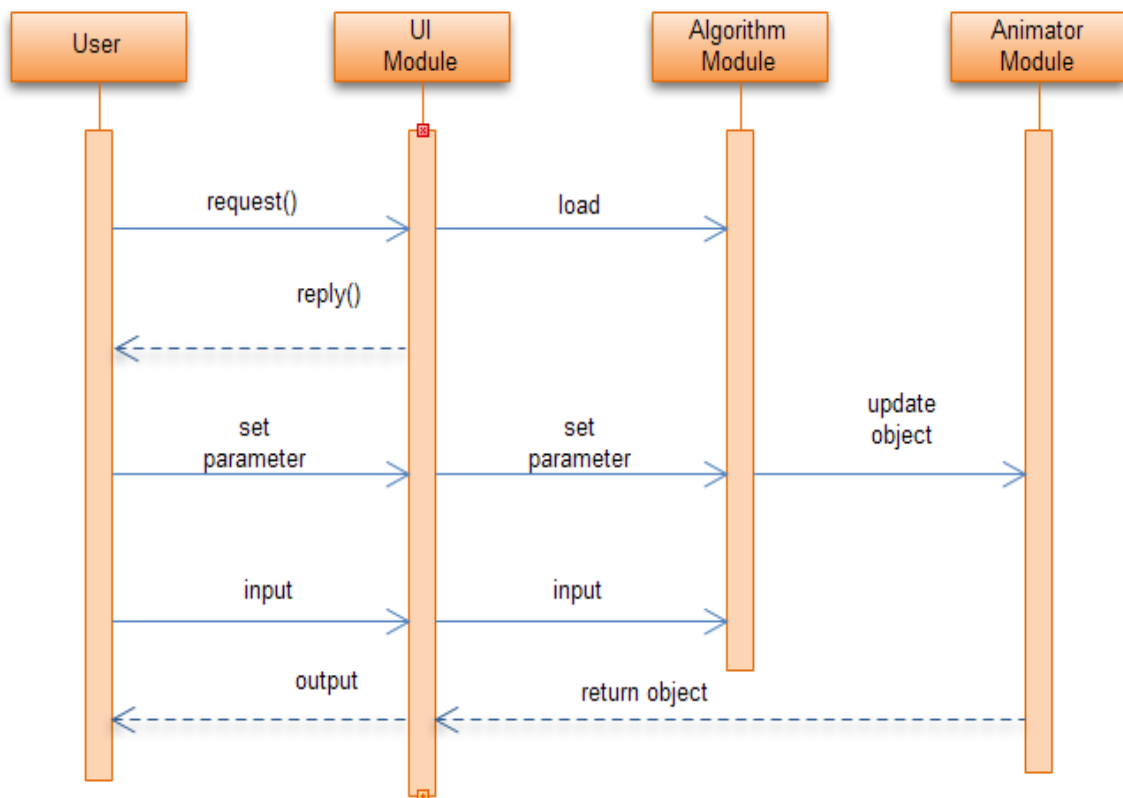 User
UI
Module
Algorithm
Module
Animator
Module
request()
load
reply()
set
parameter
set
parameter
update
object
input
input
output
return object